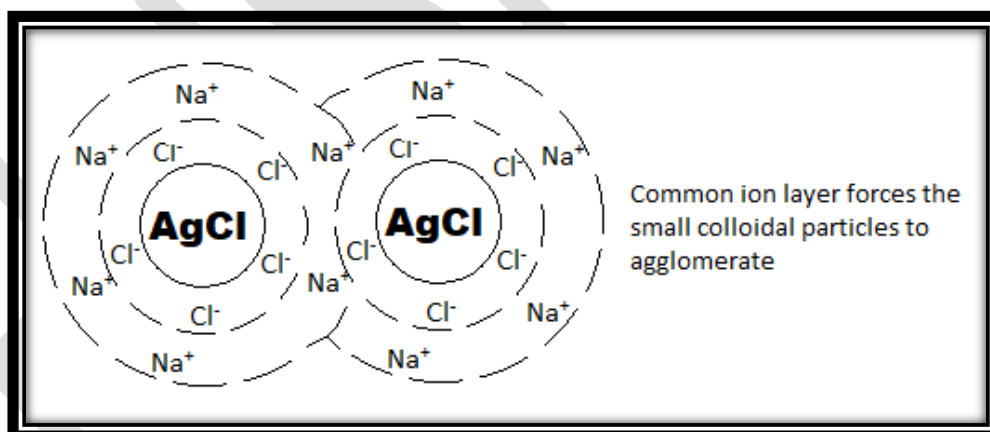 Na⁺ Na⁺
Na⁺ Cl⁻ Cl⁻ Na⁺ Cl⁻ Cl⁻ Na⁺
AgCl AgCl
Common ion layer forces the
small colloidal particles to
agglomerate
Cl⁻ Cl⁻ Cl⁻ Cl⁻
Na⁺ Na⁺
Cl⁻ Cl⁻ Na⁺
Na⁺ Na⁺